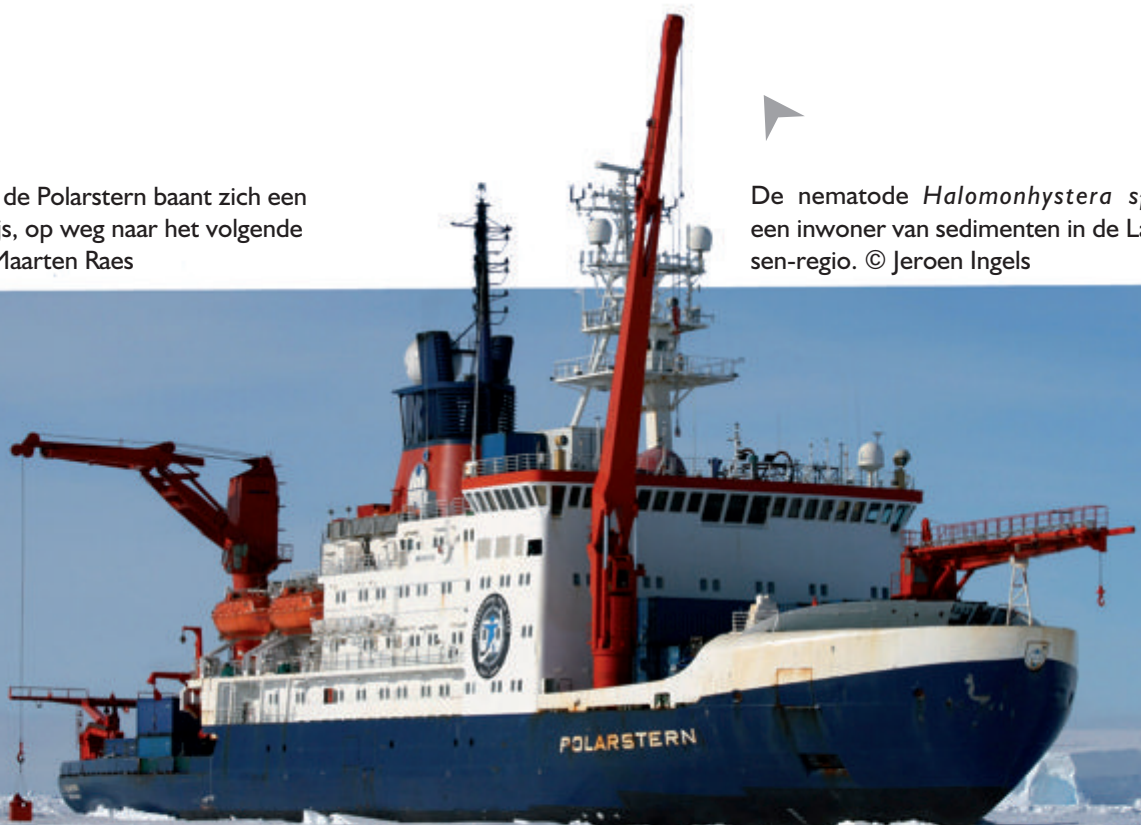 de Polarstern baant zich een
js, op weg naar het volgende
Maarten Raes
De nematode Halomonhystera sp
een inwoner van sedimenten in de La
sen-regio. © Jeroen Ingels
POLARSTERN